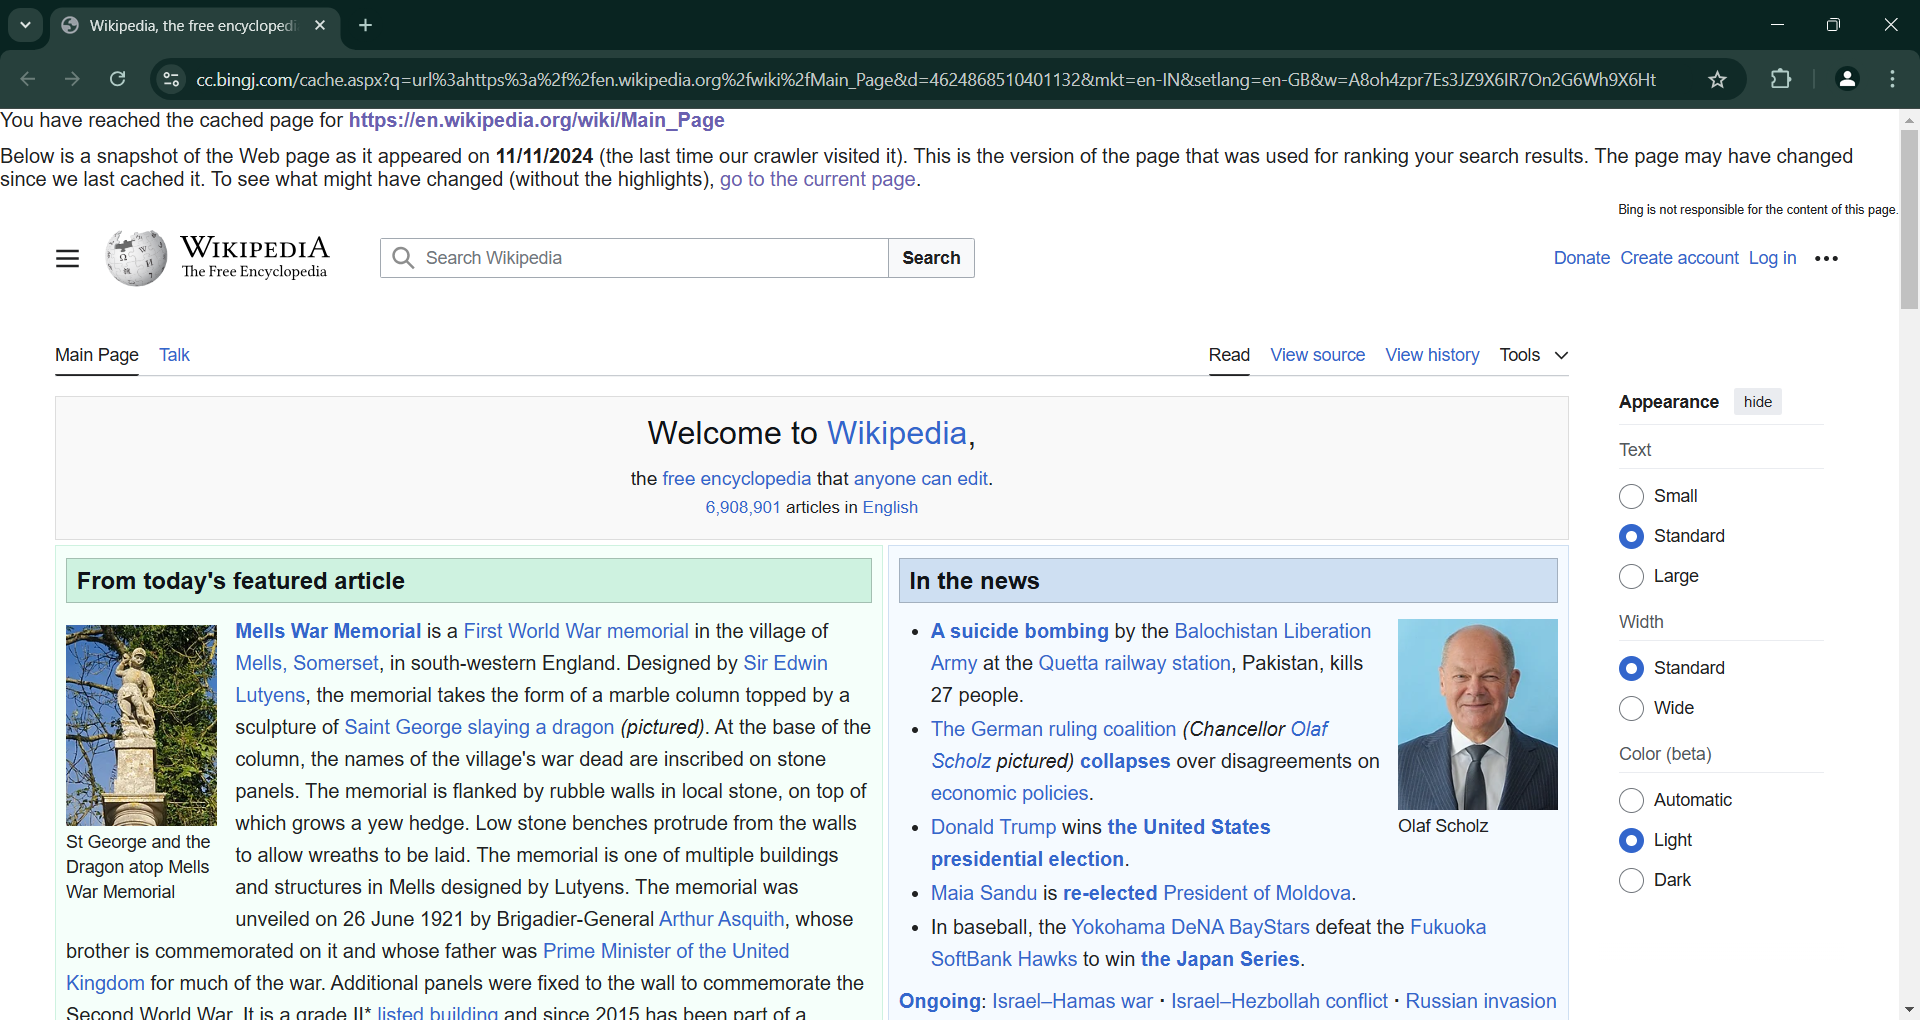 Wikipedia, the free encyclopedi
cc.bingj.com/cache.aspx?q=url%3ahttps%3a%2f%2fen.wikipedia.org%2fwiki%2fMain_Page&d=4624868510401132&mkt=en-IN&setlang=en-GB&w=A8oh4zpr7Es3JZ9X6IR7On2G6Wh9X6Ht
You have reached the cached page for https://en.wikipedia.org/wiki/Main_Page
Below is a snapshot of the Web page as it appeared on 11/11/2024 (the last time our crawler visited it). This is the version of the page that was used for ranking your search results. The page may have changed
since we last cached it. To see what might have changed (without the highlights), go to the current page.
Bing is not responsible for the content of this page.
WIKIPEDIA
The Free Encyclopedia
Search Wikipedia
Search
Donate Create account Log in
Main Page Talk
Read View source View history Tools
Welcome to Wikipedia,
the free encyclopedia that anyone can edit.
6,908,901 articles in English
From today's featured article
Mells War Memorial is a First World War memorial in the village of
Mells, Somerset, in south-western England. Designed by Sir Edwin
Lutyens, the memorial takes the form of a marble column topped by a
sculpture of Saint George slaying a dragon (pictured). At the base of the
column, the names of the village's war dead are inscribed on stone
panels. The memorial is flanked by rubble walls in local stone, on top of
which grows a yew hedge. Low stone benches protrude from the walls
to allow wreaths to be laid. The memorial is one of multiple buildings
and structures in Mells designed by Lutyens. The memorial was
unveiled on 26 June 1921 by Brigadier-General Arthur Asquith, whose
brother is commemorated on it and whose father was Prime Minister of the United
Kingdom for much of the war. Additional panels were fixed to the wall to commemorate the
Second World War. It is a grade II* listed building and since 2015 has been part of a
St George and the
Dragon atop Mells
War Memorial
In the news
• A suicide bombing by the Balochistan Liberation
Army at the Quetta railway station, Pakistan, kills
27 people.
• The German ruling coalition (Chancellor Olaf
Scholz pictured) collapses over disagreements on
economic policies.
• Donald Trump wins the United States
presidential election.
• Maia Sandu is re-elected President of Moldova.
• In baseball, the Yokohama DeNA BayStars defeat the Fukuoka
SoftBank Hawks to win the Japan Series.
Ongoing: Israel–Hamas war · Israel–Hezbollah conflict · Russian invasion
Olaf Scholz
Appearance hide
Text
Small
Standard
Large
Width
Standard
Wide
Color (beta)
Automatic
Light
Dark